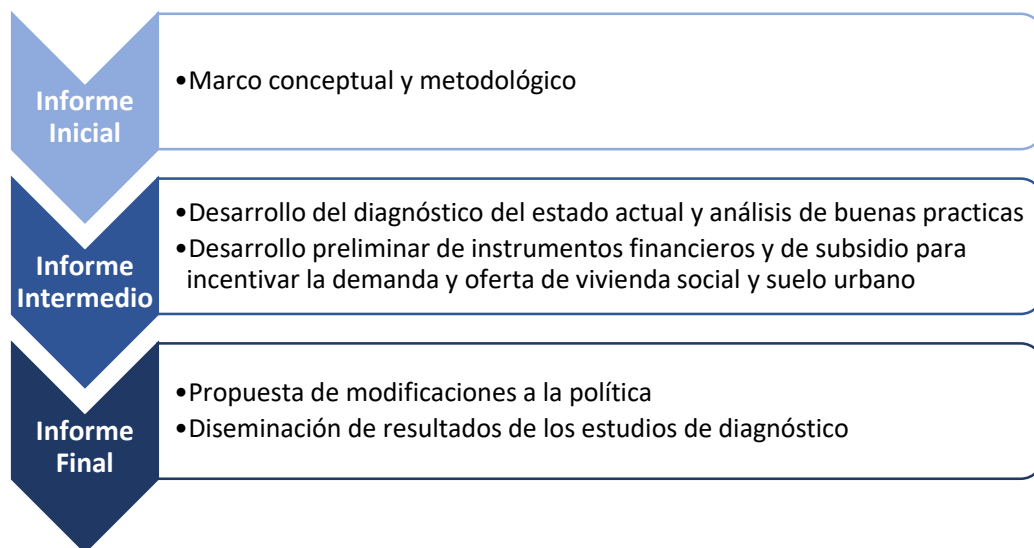 Informe
Inicial
•Marco conceptual y metodológico
Informe
Intermedio
•Desarrollo del diagnóstico del estado actual y análisis de buenas practicas
•Desarrollo preliminar de instrumentos financieros y de subsidio para
incentivar la demanda y oferta de vivienda social y suelo urbano
Informe
Final
•Propuesta de modificaciones a la política
•Diseminación de resultados de los estudios de diagnóstico